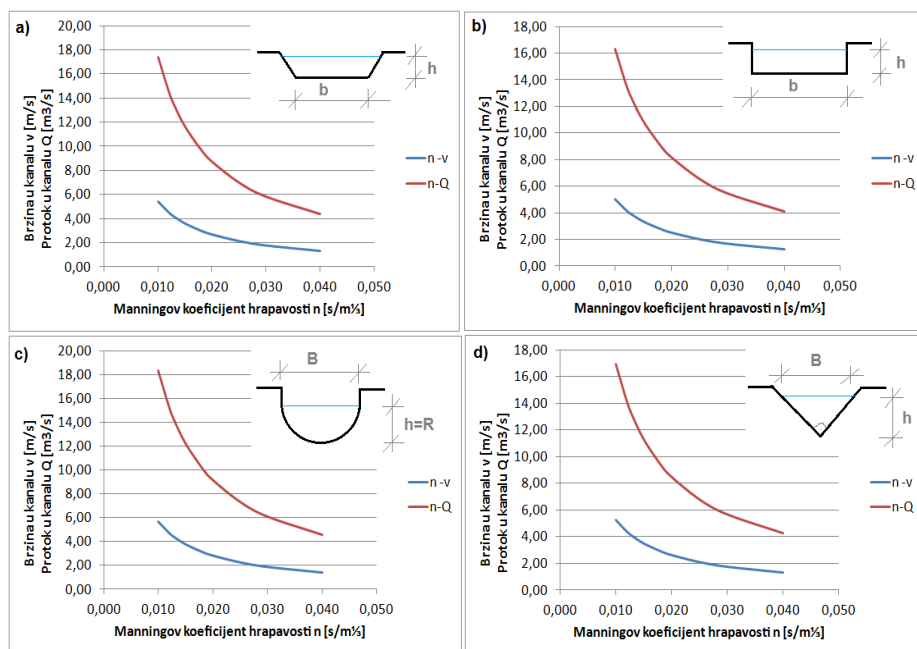 a)
Brzina u kanalu v [m/s]
Protok u kanalu Q [m3/s]
20,00
18,00
16,00
14,00
12,00
10,00
8,00
6,00
4,00
2,00
0,00
0,000 0,010 0,020 0,030 0,040 0,050
Manningov koeficijent hrapavosti n [s/m⅓]
b
h
n-v
n-Q
b)
Brzina u kanalu v [m/s]
Protok u kanalu Q [m3/s]
18,00
16,00
14,00
12,00
10,00
8,00
6,00
4,00
2,00
0,00
0,000 0,010 0,020 0,030 0,040 0,050
Manningov koeficijent hrapavosti n [s/m⅓]
b
h
n-v
n-Q
c)
Brzina u kanalu v [m/s]
Protok u kanalu Q [m3/s]
20,00
18,00
16,00
14,00
12,00
10,00
8,00
6,00
4,00
2,00
0,00
0,000 0,010 0,020 0,030 0,040 0,050
Manningov koeficijent hrapavosti n [s/m⅓]
B
h=R
n-v
n-Q
d)
Brzina u kanalu v [m/s]
Protok u kanalu Q [m3/s]
18,00
16,00
14,00
12,00
10,00
8,00
6,00
4,00
2,00
0,00
0,000 0,010 0,020 0,030 0,040 0,050
Manningov koeficijent hrapavosti n [s/m⅓]
B
h
n-v
n-Q